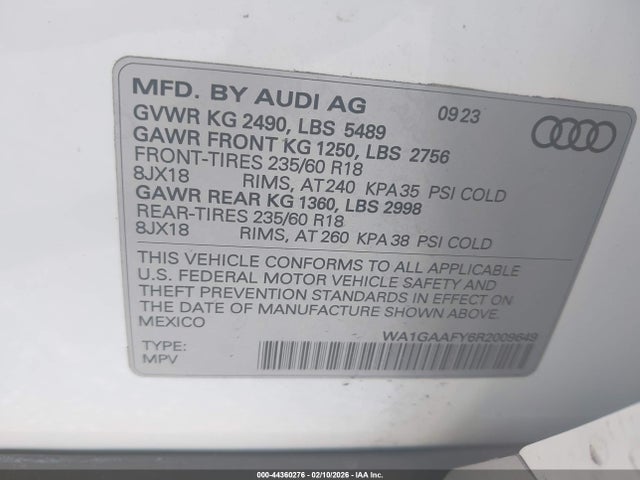 MFD. BY AUDI AG 0923
GVWR KG 2490, LBS 5489
GAWR FRONT KG 1250, LBS 2756
FRONT-TIRES 235/60 R18
8JX18 RIMS, AT 240 KPA 35 PSI COLD
GAWR REAR KG 1360, LBS 2998
REAR-TIRES 235/60 R18
8JX18 RIMS, AT 260 KPA 38 PSI COLD
THIS VEHICLE CONFORMS TO ALL APPLICABLE
U.S. FEDERAL MOTOR VEHICLE SAFETY AND
THEFT PREVENTION STANDARDS IN EFFECT ON
THE DATE OF MANUFACTURE SHOWN ABOVE.
MEXICO
WA1GAAFY6R2009649
TYPE:
MPV
000-44360276 - 02/10/2026 - IAA Inc.